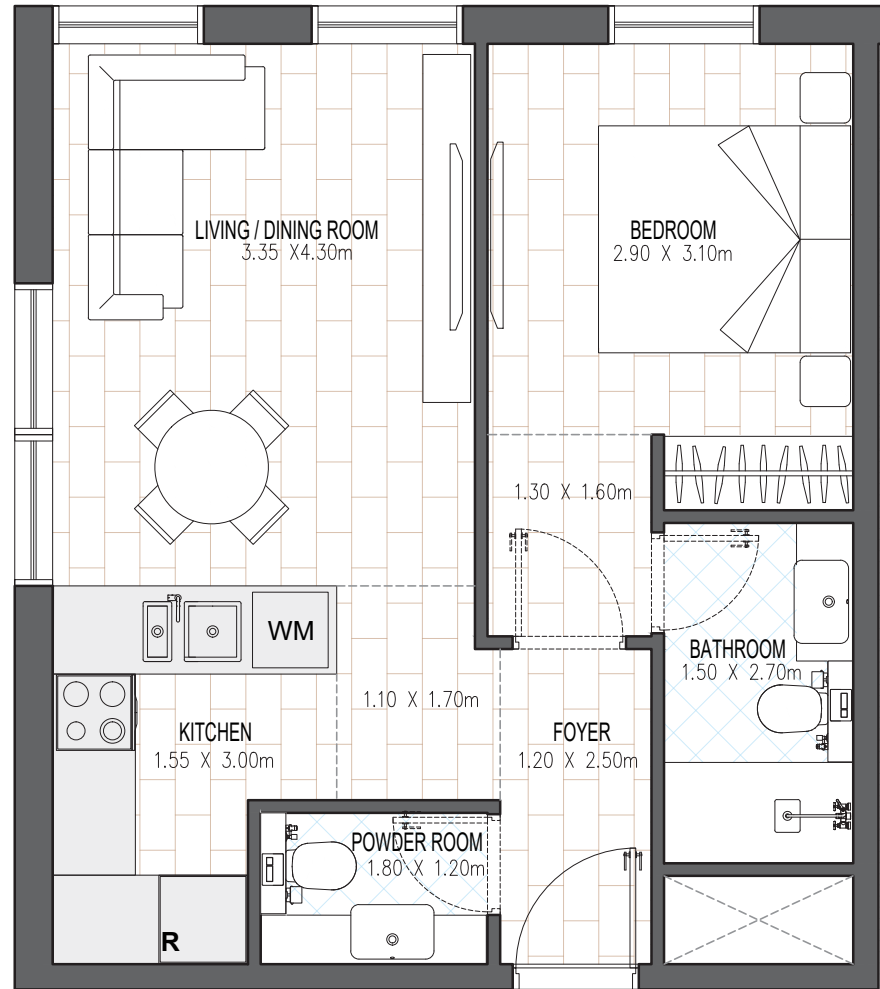 LIVING / DINING ROOM
3.35 X4.30m
BEDROOM
2.90 X 3.10m
1.30 X 1.60m
WM
BATHROOM
1.50 X 2.70m
1.10 X 1.70m
KITCHEN
1.55 X 3.00m
FOYER
1.20 X 2.50m
POWDER ROOM
1.80 X 1.20m
R